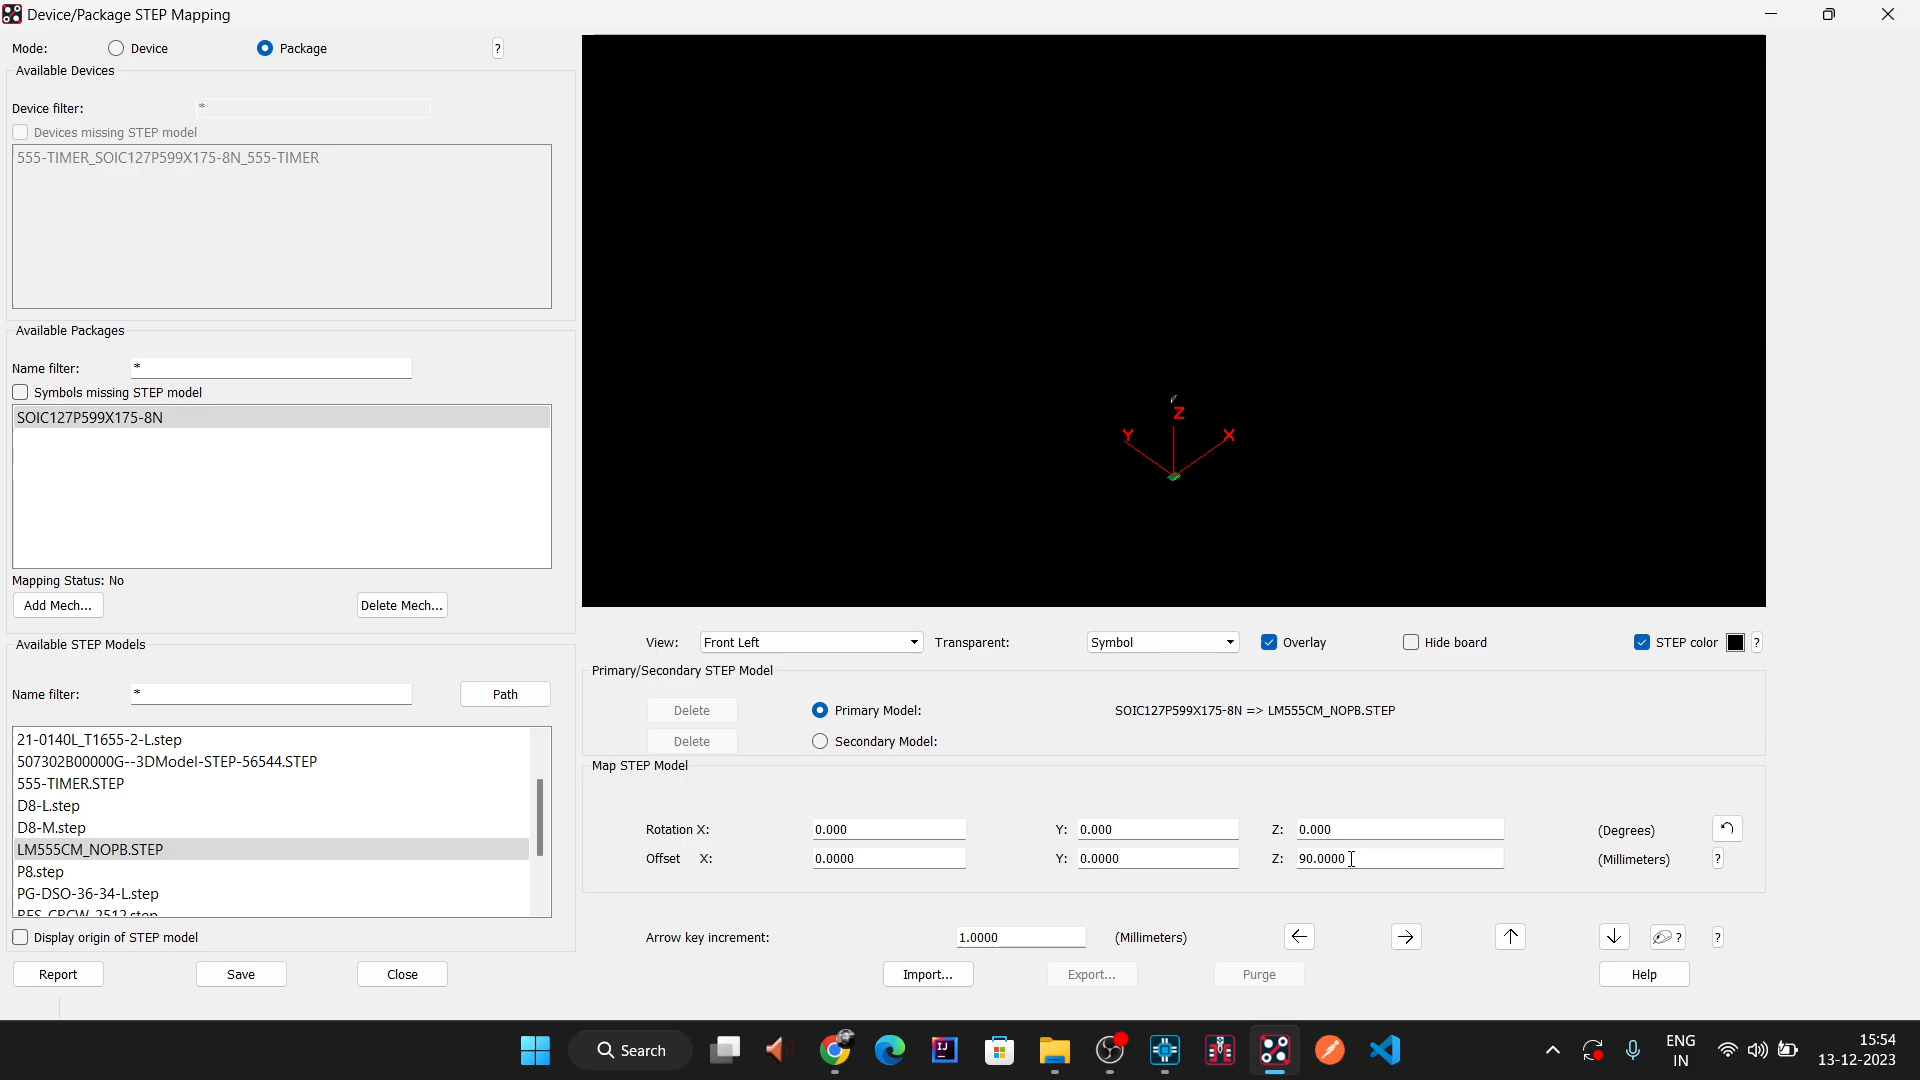 Device/Package STEP Mapping
Mode: Device Package ?
Available Devices
Device filter: *
Devices missing STEP model
555-TIMER_SOIC127P599X175-8N_555-TIMER
Available Packages
Name filter: *
Symbols missing STEP model
SOIC127P599X175-8N
Mapping Status: No
Add Mech... Delete Mech...
Available STEP Models
Name filter: * Path
21-0140L_T1655-2-L.step
507302B00000G--3DModel-STEP-56544.STEP
555-TIMER.STEP
D8-L.step
D8-M.step
LM555CM_NOPB.STEP
P8.step
PG-DSO-36-34-L.step
RES_CRCW_2512.step
Display origin of STEP model
Report Save Close
Z
Y X
View: Front Left Transparent: Symbol Overlay Hide board STEP color ?
Primary/Secondary STEP Model
Delete Primary Model: SOIC127P599X175-8N => LM555CM_NOPB.STEP
Delete Secondary Model:
Map STEP Model
Rotation X: 0.000 Y: 0.000 Z: 0.000 (Degrees)
Offset X: 0.0000 Y: 0.0000 Z: 90.0000 (Millimeters) ?
Arrow key increment: 1.0000 (Millimeters) ? ?
Import... Export... Purge Help
Search
ENG
IN
15:54
13-12-2023